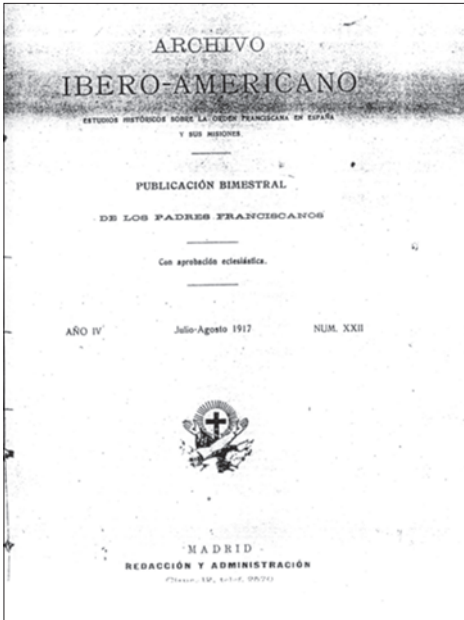 ARCHIVO
IBERO-AMERICANO
ESTUDIOS HISTÓRICOS SOBRE LA ORDEN FRANCISCANA EN ESPAÑA
Y SUS MISIONES
PUBLICACIÓN BIMESTRAL
DE LOS PADRES FRANCISCANOS
Con aprobación eclesiástica.
AÑO IV Julio-Agosto 1917 NUM. XXII
MADRID
REDACCIÓN Y ADMINISTRACIÓN